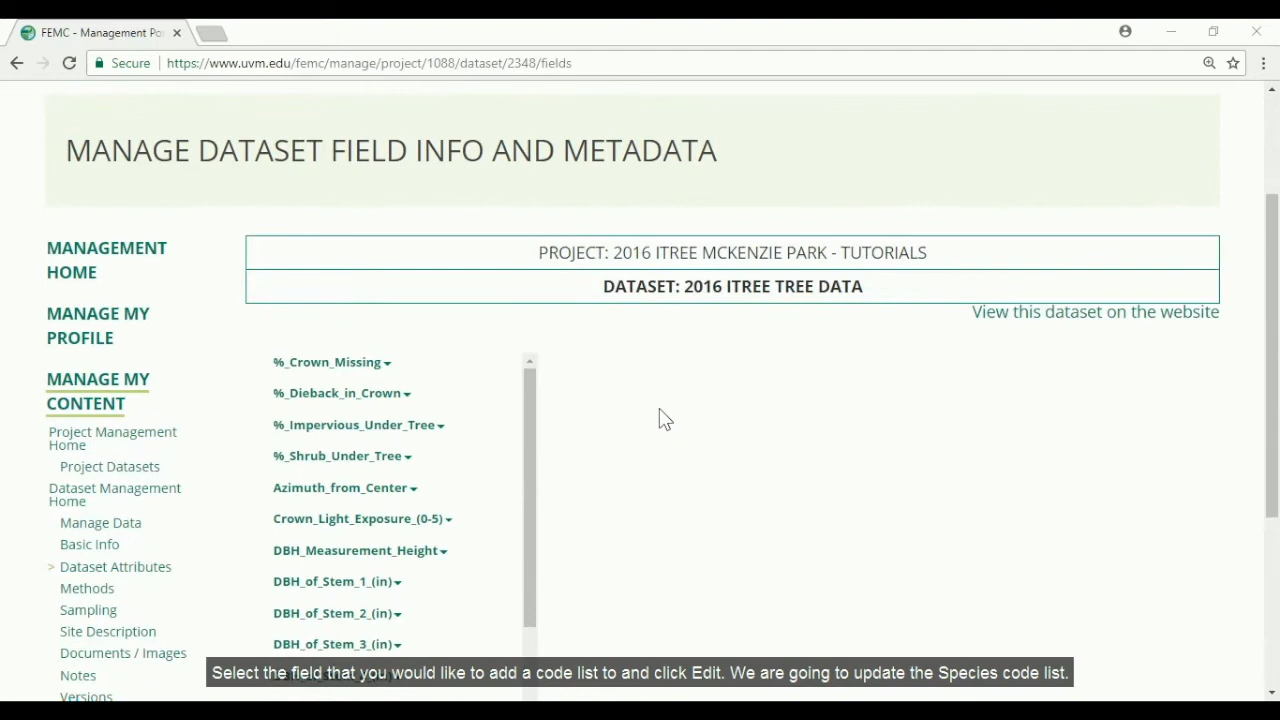 FEMC - Management Po
Secure
https://www.uvm.edu/femc/manage/project/1088/dataset/2348/fields
MANAGE DATASET FIELD INFO AND METADATA
MANAGEMENT
HOME
MANAGE MY
PROFILE
MANAGE MY
CONTENT
Project Management
Home
Project Datasets
Dataset Management
Home
Manage Data
Basic Info
> Dataset Attributes
Methods
Sampling
Site Description
Documents / Images
Notes
Versions
PROJECT: 2016 ITREE MCKENZIE PARK - TUTORIALS
DATASET: 2016 ITREE TREE DATA
View this dataset on the website
%_Crown_Missing
%_Dieback_in_Crown
%_Impervious_Under_Tree
%_Shrub_Under_Tree
Azimuth_from_Center
Crown_Light_Exposure_(0-5)
DBH_Measurement_Height
DBH_of_Stem_1_(in)
DBH_of_Stem_2_(in)
DBH_of_Stem_3_(in)
Select the field that you would like to add a code list to and click Edit. We are going to update the Species code list.